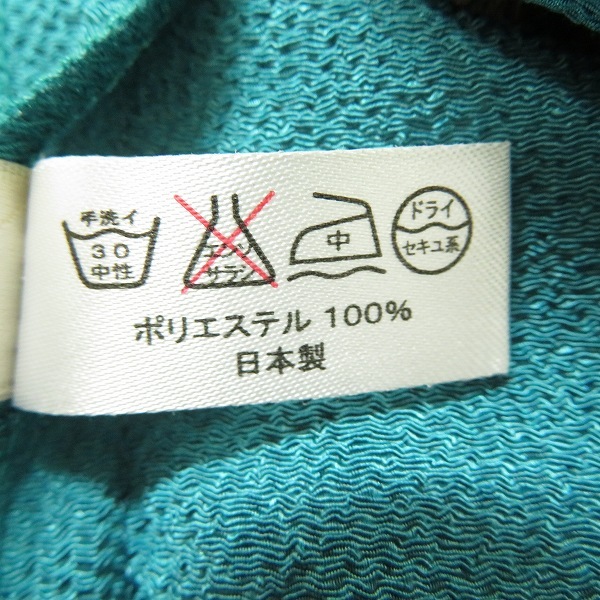 手洗イ
30
中性
エンソ
サラシ
中
ドライ
セキユ系
ポリエステル 100%
日本製